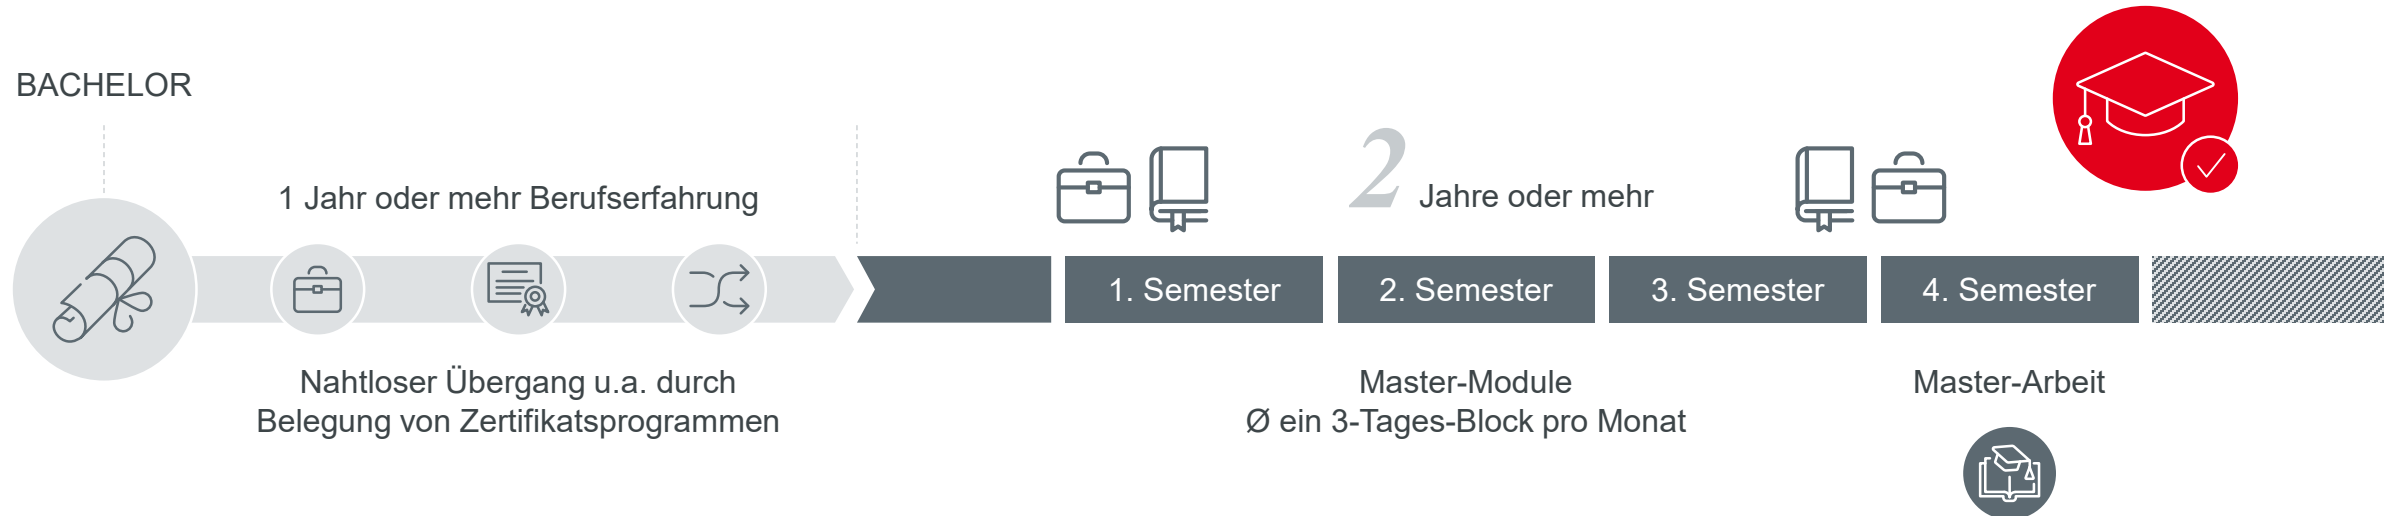 BACHELOR
1 Jahr oder mehr Berufserfahrung
Nahtloser Übergang u.a. durch
Belegung von Zertifikatsprogrammen
2 Jahre oder mehr
1. Semester
2. Semester
3. Semester
4. Semester
Master-Module
Ø ein 3-Tages-Block pro Monat
Master-Arbeit